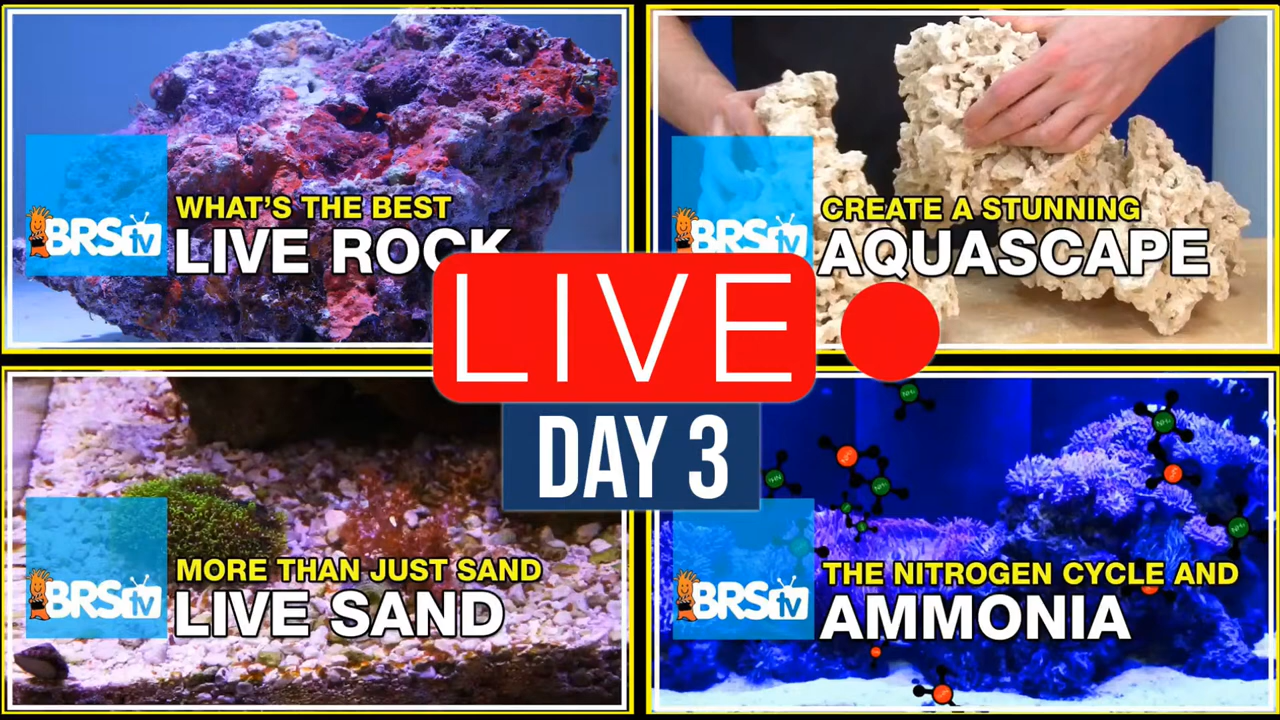 WHAT'S THE BEST
BRStv
LIVE ROCK
CREATE A STUNNING
BRStv
AQUASCAPE
LIVE
DAY 3
MORE THAN JUST SAND
BRStv
LIVE SAND
THE NITROGEN CYCLE AND
BRStv
AMMONIA